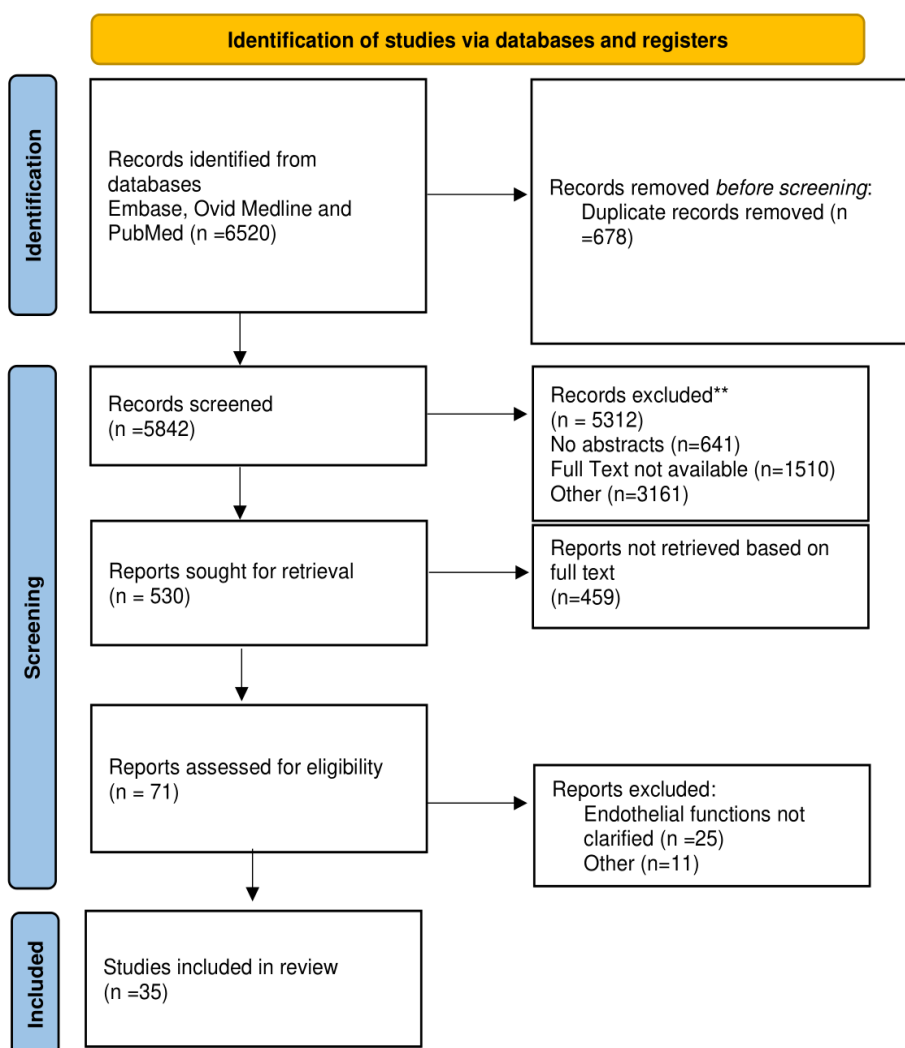 Identification of studies via databases and registers
Identification
Records identified from
databases
Embase, Ovid Medline and
PubMed (n =6520)
Records removed before screening:
Duplicate records removed (n
=678)
Screening
Records screened
(n =5842)
Records excluded**
(n = 5312)
No abstracts (n=641)
Full Text not available (n=1510)
Other (n=3161)
Reports sought for retrieval
(n = 530)
Reports not retrieved based on
full text
(n=459)
Reports assessed for eligibility
(n = 71)
Reports excluded:
Endothelial functions not
clarified (n =25)
Other (n=11)
Included
Studies included in review
(n =35)